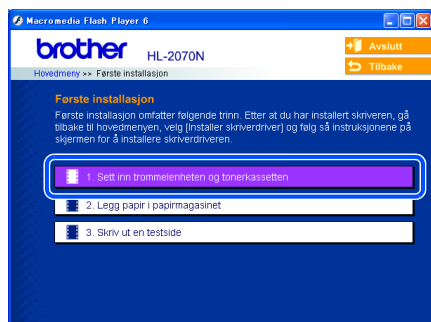 Macromedia Flash Player 6
brother HL-2070N
Avslutt
Tilbake
Hovedmeny >> Første installasjon
Første installasjon
Første installasjon omfatter følgende trinn. Etter at du har installert skriveren, gå
tilbake til hovedmenyen, velg [Installer skriverdriver] og følg så instruksjonene på
skjermen for å installere skriverdriveren.
1. Sett inn trommelenheten og tonerkassetten
2. Legg papir i papirmagasinet
3. Skriv ut en testside